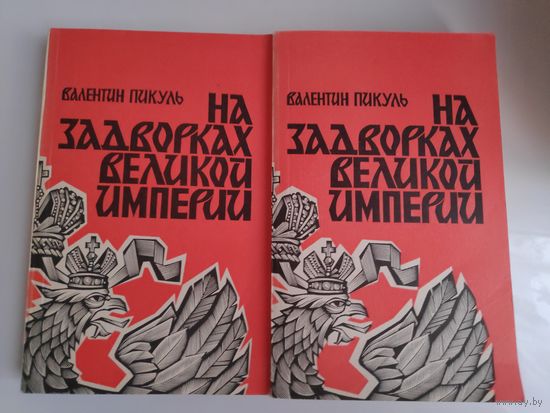 ВАЛЕНТИН ПИКУЛЬ
НА
ЗАДВОРКАХ
ВЕЛИКОЙ
ИМПЕРИИ
ВАЛЕНТИН ПИКУЛЬ
НА
ЗАДВОРКАХ
ВЕЛИКОЙ
ИМПЕРИИ